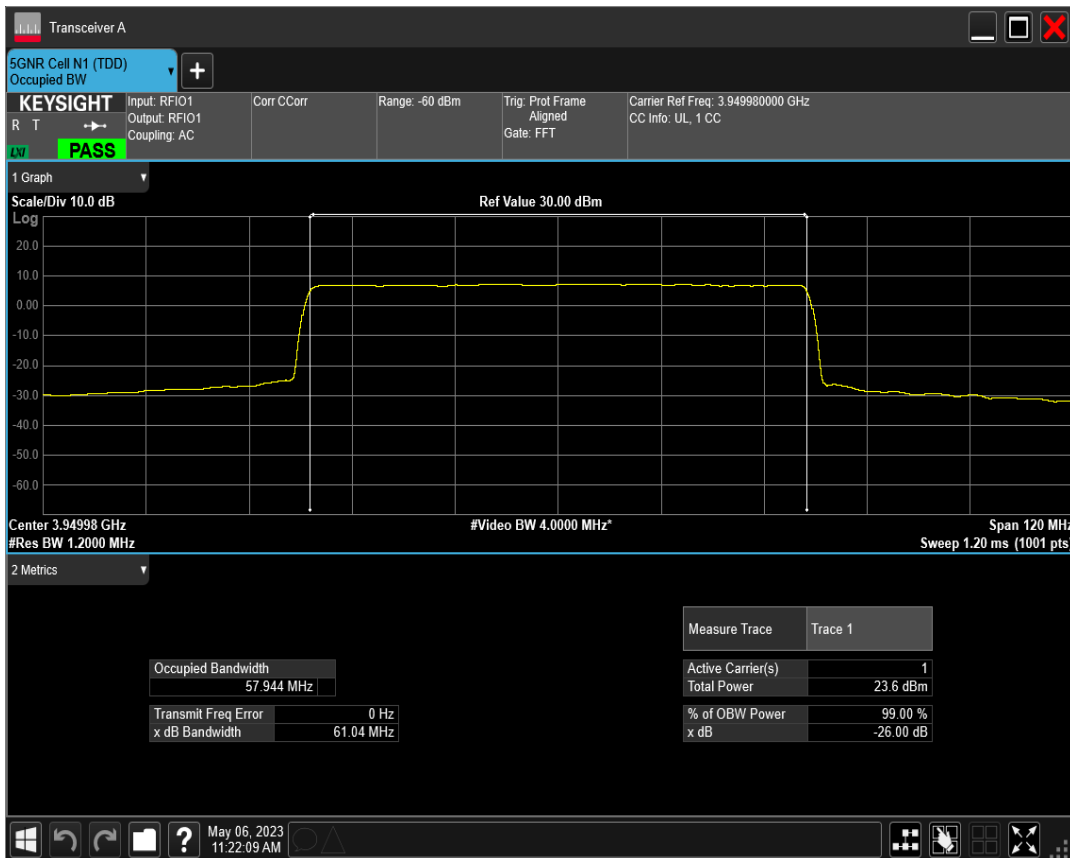 Transceiver A
5GNR Cell N1 (TDD)
Occupied BW
KEYSIGHT
R T
LXI
PASS
Input: RFIO1
Output: RFIO1
Coupling: AC
Corr CCorr
Range: -60 dBm
Trig: Prot Frame
Aligned
Gate: FFT
Carrier Ref Freq: 3.949980000 GHz
CC Info: UL, 1 CC
1 Graph
Scale/Div 10.0 dB
Ref Value 30.00 dBm
Log
20.0
10.0
0.00
-10.0
-20.0
-30.0
-40.0
-50.0
-60.0
Center 3.94998 GHz
#Video BW 4.0000 MHz*
Span 120 MHz
#Res BW 1.2000 MHz
Sweep 1.20 ms (1001 pts)
2 Metrics
Measure Trace Trace 1
Occupied Bandwidth
57.944 MHz
Active Carrier(s) 1
Total Power 23.6 dBm
Transmit Freq Error 0 Hz
x dB Bandwidth 61.04 MHz
% of OBW Power 99.00 %
x dB -26.00 dB
?
May 06, 2023
11:22:09 AM